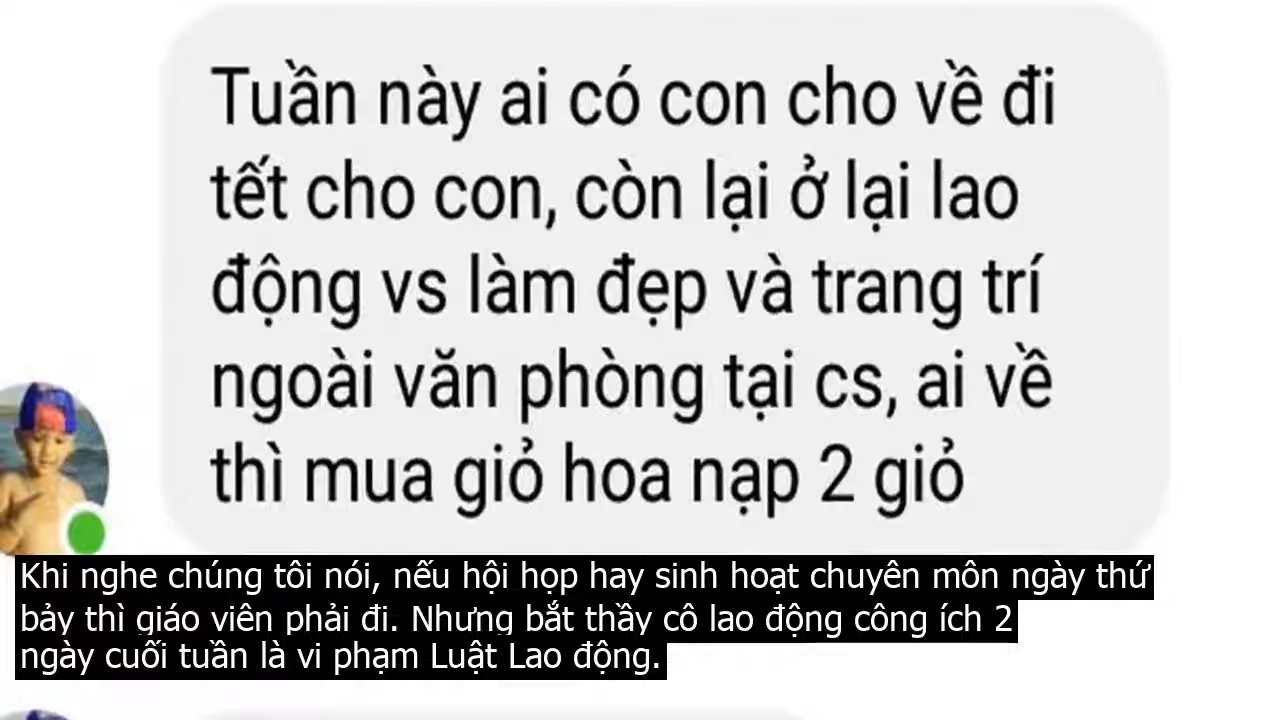 Tuần này ai có con cho về đi
tết cho con, còn lại ở lại lao
động vs làm đẹp và trang trí
ngoài văn phòng tại cs, ai về
thì mua giỏ hoa nạp 2 giỏ
Khi nghe chúng tôi nói, nếu hội họp hay sinh hoạt chuyên môn ngày thứ
bảy thì giáo viên phải đi. Nhưng bắt thầy cô lao động công ích 2
ngày cuối tuần là vi phạm Luật Lao động.